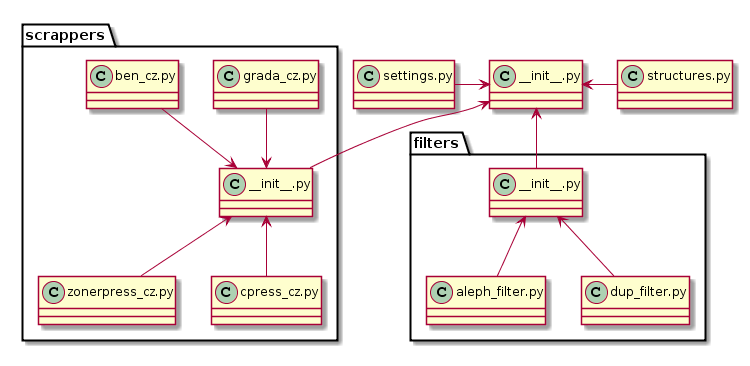 scrappers
C ben_cz.py
C grada_cz.py
C settings.py
C __init__.py
C structures.py
filters
C __init__.py
C __init__.py
C zonerpress_cz.py
C cpress_cz.py
C aleph_filter.py
C dup_filter.py